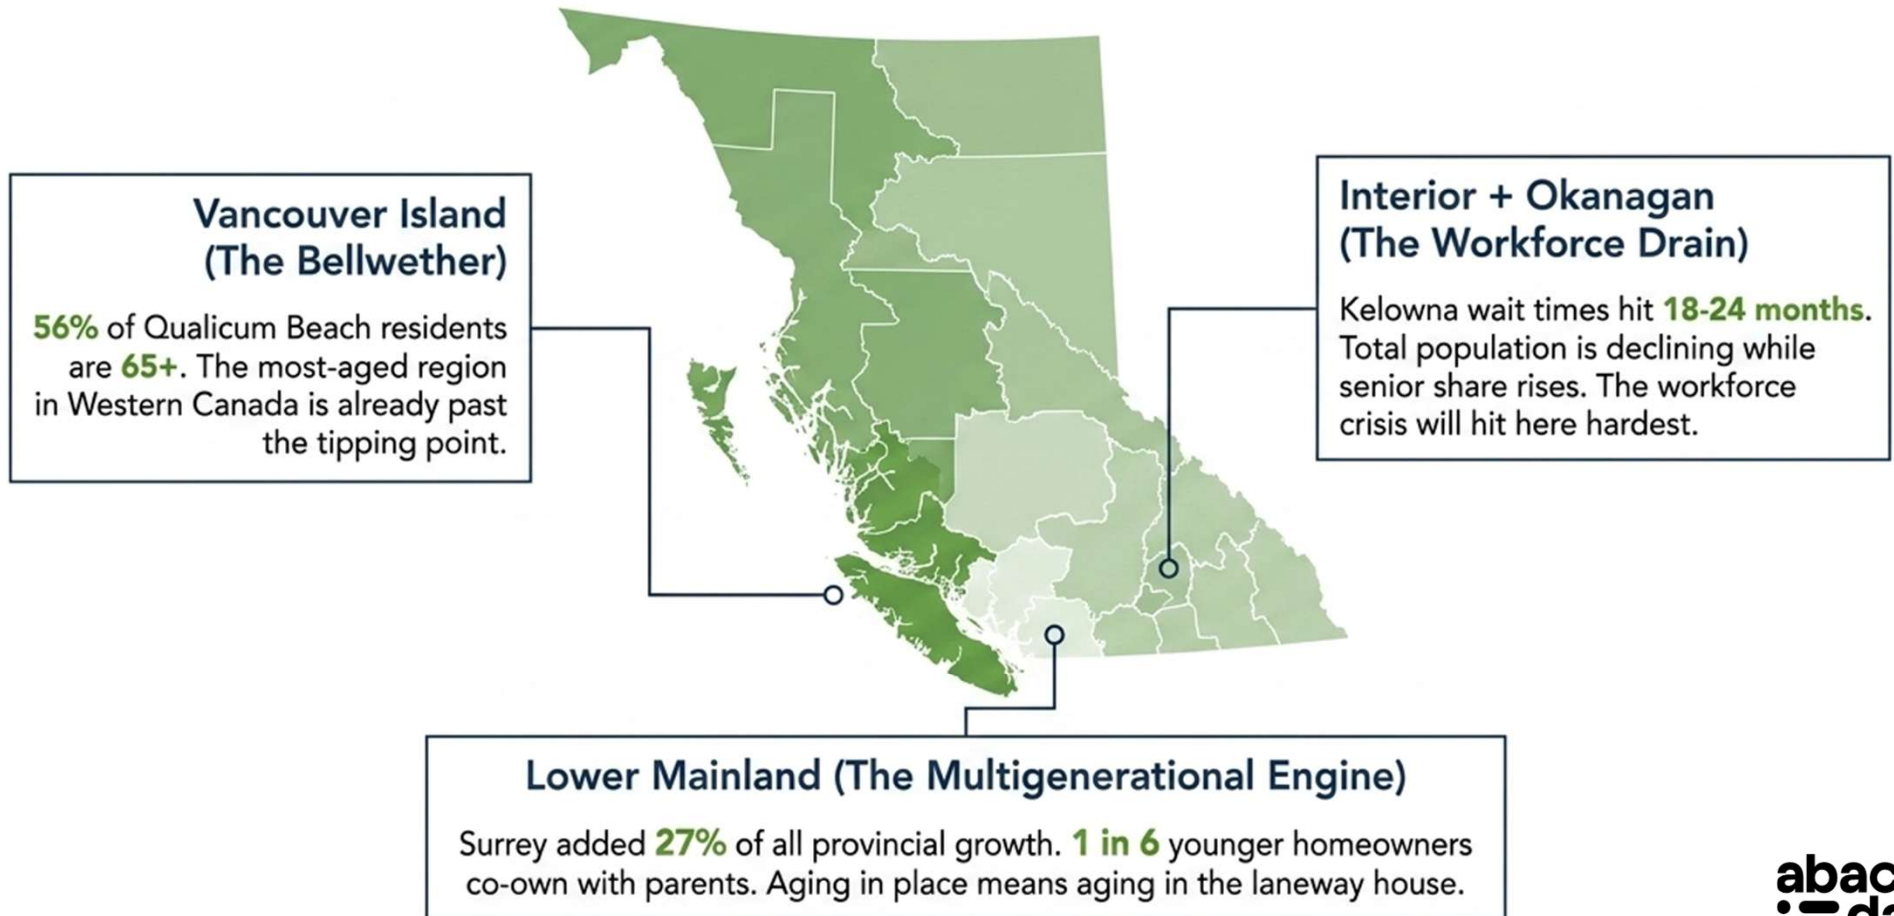 Vancouver Island
(The Bellwether)
56% of Qualicum Beach residents
are 65+. The most-aged region
in Western Canada is already past
the tipping point.
Interior + Okanagan
(The Workforce Drain)
Kelowna wait times hit 18-24 months.
Total population is declining while
senior share rises. The workforce
crisis will hit here hardest.
Lower Mainland (The Multigenerational Engine)
Surrey added 27% of all provincial growth. 1 in 6 younger homeowners
co-own with parents. Aging in place means aging in the laneway house.
abac